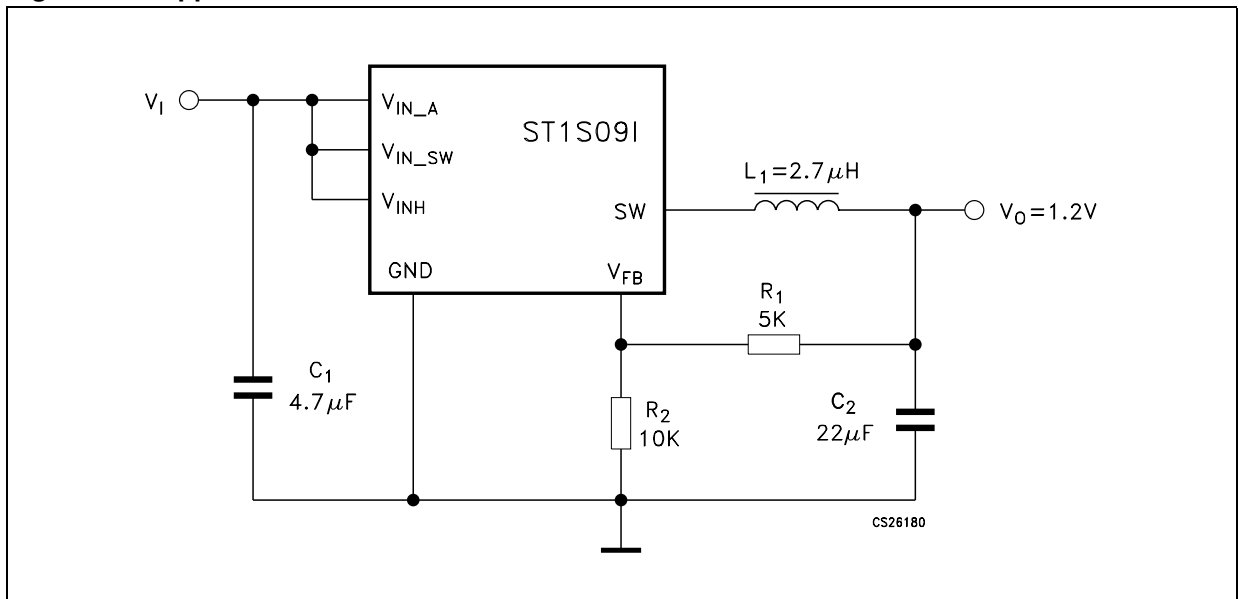 V_I
V_IN_A
V_IN_SW
V_INH
ST1S09I
SW
GND
V_FB
L_1=2.7μH
V_O=1.2V
R_1
5K
C_1
4.7μF
R_2
10K
C_2
22μF
CS26180